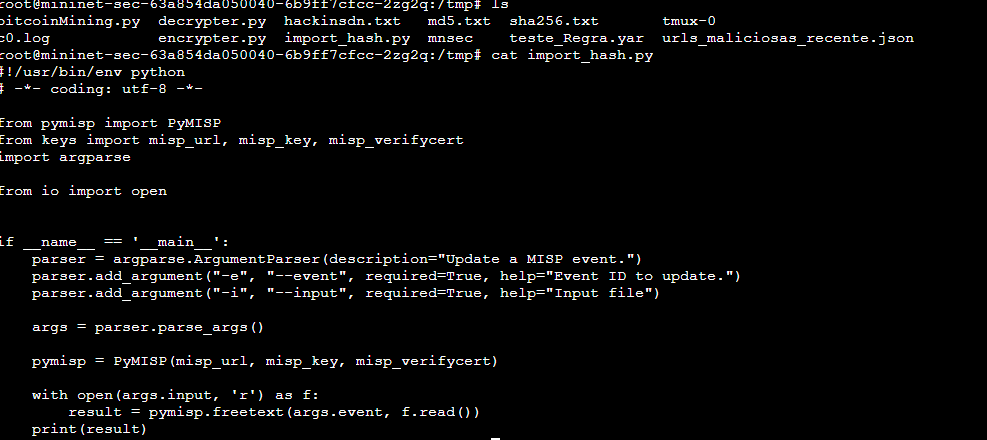 root@mininet-sec-63a854da050040-6b9ff7cfcc-2zg2q:/tmp# ls
bitcoinMining.py  decrypter.py  hackinsdn.txt   md5.txt  sha256.txt       tmux-0
c0.log            encrypter.py  import_hash.py  mnsec    teste_Regra.yar  urls_maliciosas_recente.json
root@mininet-sec-63a854da050040-6b9ff7cfcc-2zg2q:/tmp# cat import_hash.py
#!/usr/bin/env python
# -*- coding: utf-8 -*-

from pymisp import PyMISP
from keys import misp_url, misp_key, misp_verifycert
import argparse

from io import open


if __name__ == '__main__':
    parser = argparse.ArgumentParser(description="Update a MISP event.")
    parser.add_argument("-e", "--event", required=True, help="Event ID to update.")
    parser.add_argument("-i", "--input", required=True, help="Input file")

    args = parser.parse_args()

    pymisp = PyMISP(misp_url, misp_key, misp_verifycert)

    with open(args.input, 'r') as f:
        result = pymisp.freetext(args.event, f.read())
    print(result)